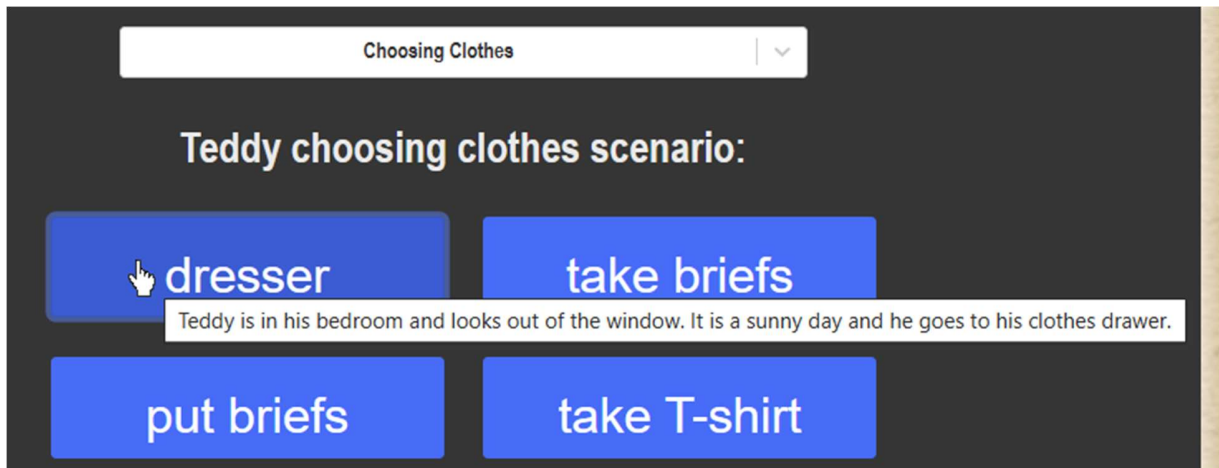 Choosing Clothes
Teddy choosing clothes scenario:
dresser
take briefs
Teddy is in his bedroom and looks out of the window. It is a sunny day and he goes to his clothes drawer.
put briefs
take T-shirt